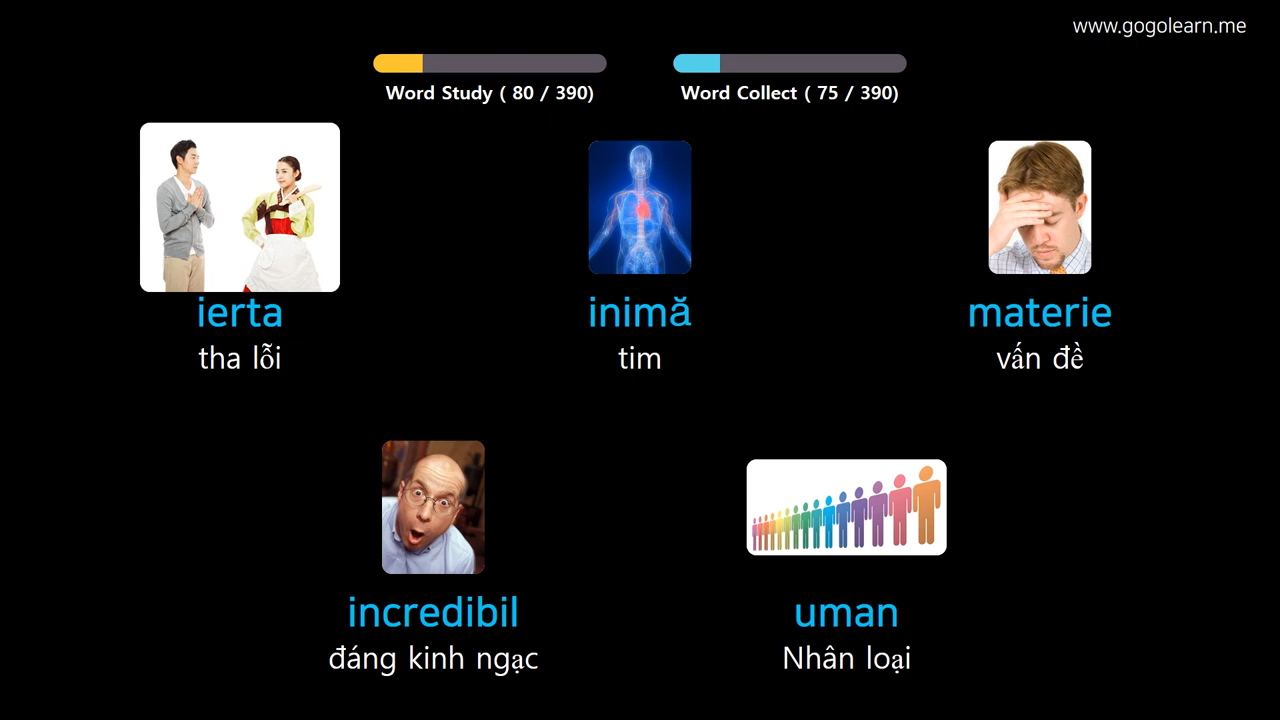 www.gogolearn.me
Word Study ( 80 / 390)
Word Collect ( 75 / 390)
ierta
tha lỗi
inimă
tim
materie
vấn đề
incredibil
đáng kinh ngạc
uman
Nhân loại